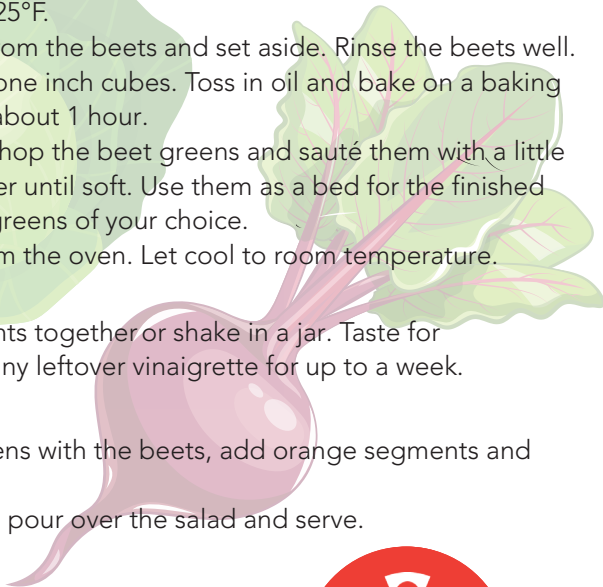 25°F.
om the beets and set aside. Rinse the beets well.
one inch cubes. Toss in oil and bake on a baking
about 1 hour.
hop the beet greens and sauté them with a little
er until soft. Use them as a bed for the finished
greens of your choice.
m the oven. Let cool to room temperature.
nts together or shake in a jar. Taste for
ny leftover vinaigrette for up to a week.
ens with the beets, add orange segments and
pour over the salad and serve.